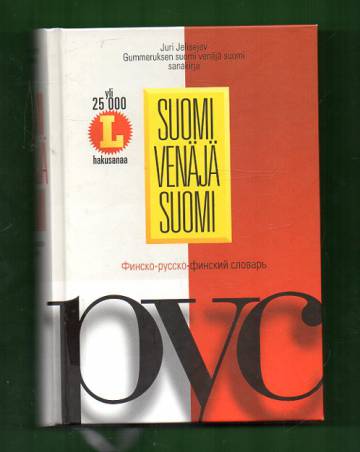 Juri Jelisejev
Gummeruksen suomi venäjä suomi
sanakirja
yli
25 000
L
hakusanaa
SUOMI
VENÄJÄ
SUOMI
Финско-русско-финский словарь
рус